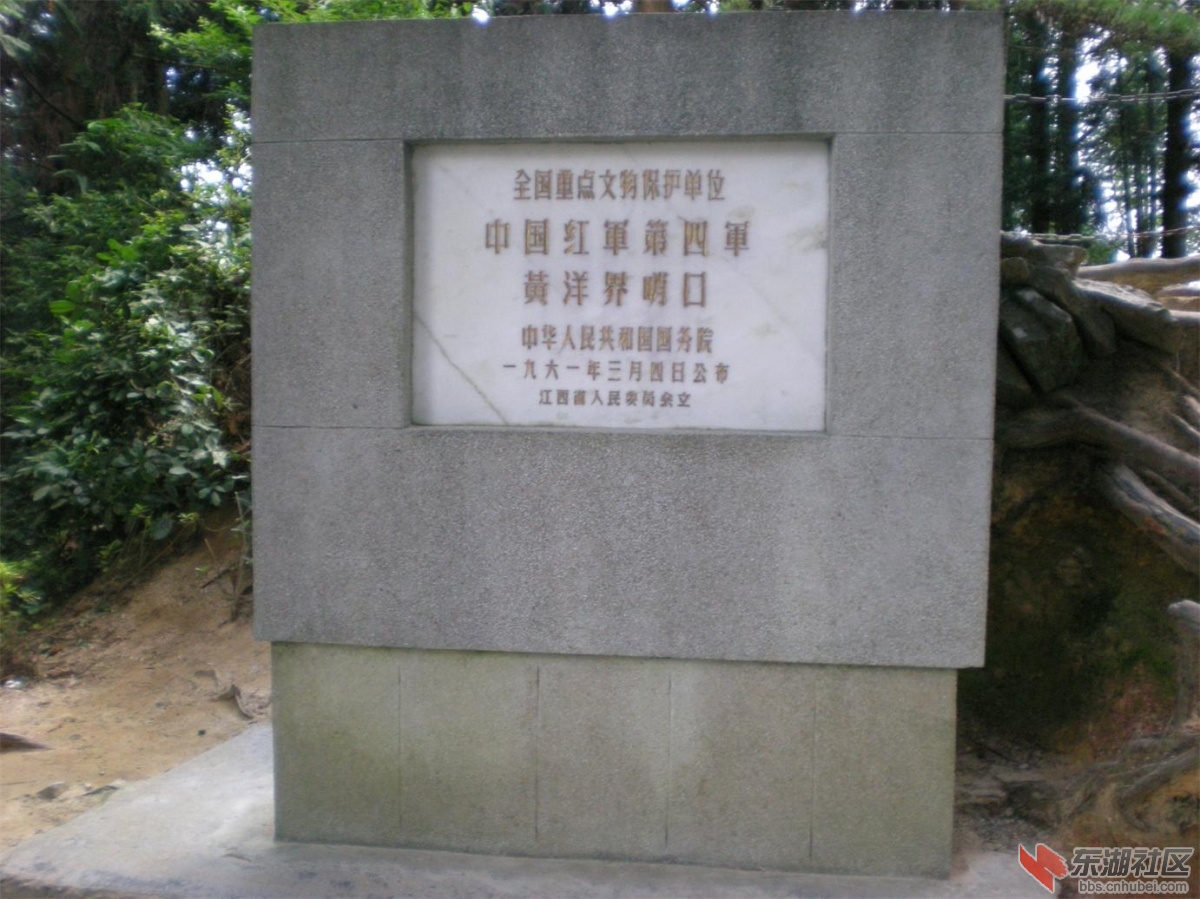 全国重点文物保护单位
中国红軍第四軍
黃洋界哨口
中华人民共和国国务院
一九六一年三月四日公布
江西省人民委员会立
东湖社区
bbs.cnhubei.com